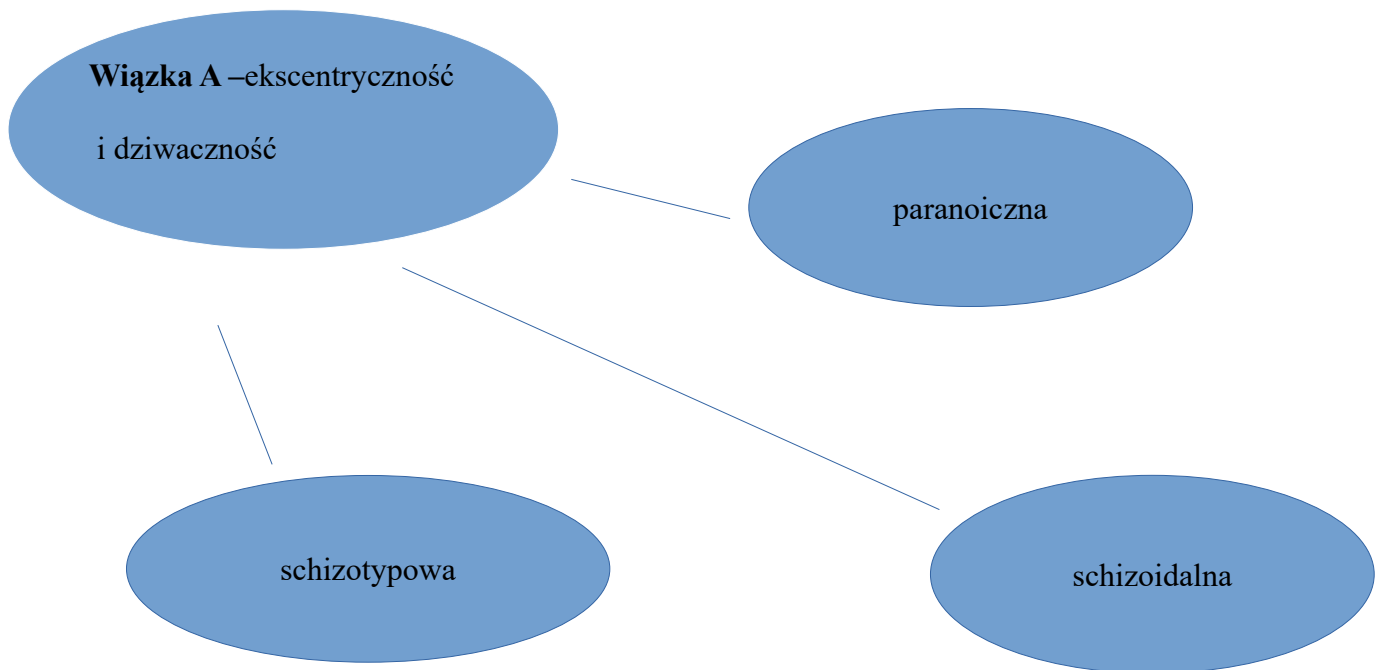 Wiązka A –ekscentryczność
i dziwaczność
paranoiczna
schizotypowa
schizoidalna